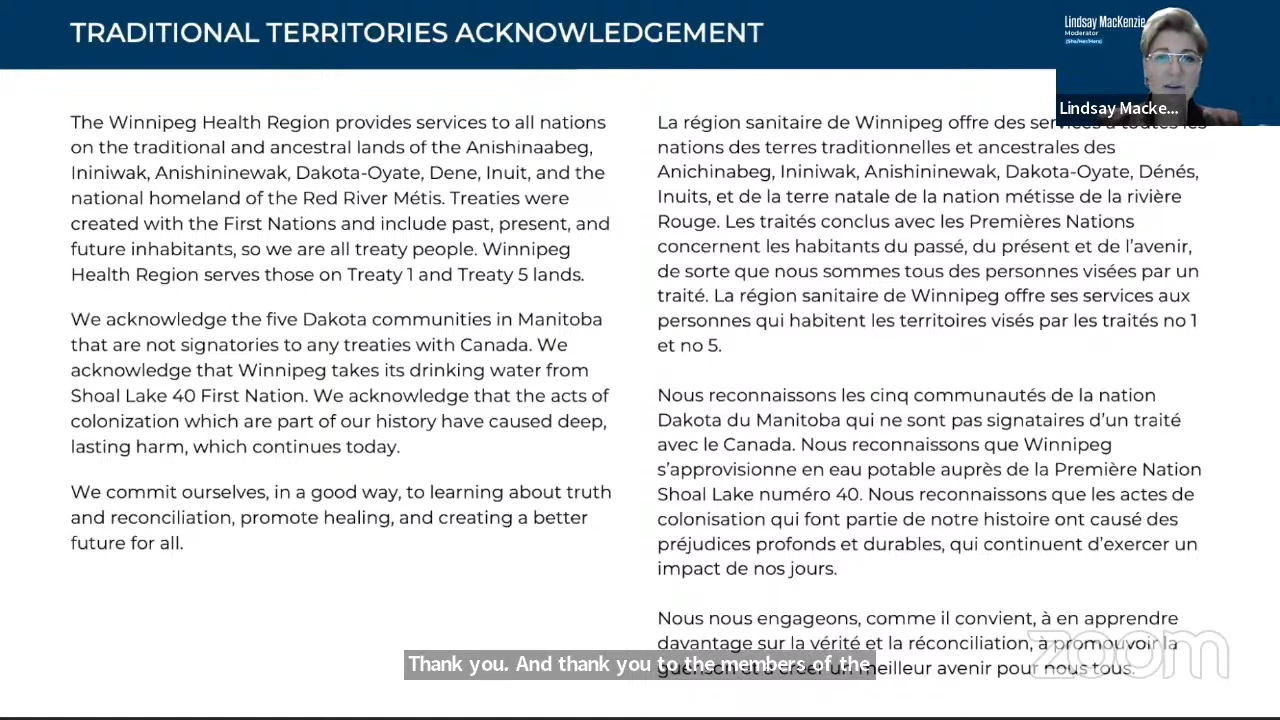 TRADITIONAL TERRITORIES ACKNOWLEDGEMENT
Lindsay MacKenzie
Moderator
(She/Her/Hers)
Lindsay Macke...
The Winnipeg Health Region provides services to all nations
on the traditional and ancestral lands of the Anishinaabeg,
Ininiwak, Anishininewak, Dakota-Oyate, Dene, Inuit, and the
national homeland of the Red River Métis. Treaties were
created with the First Nations and include past, present, and
future inhabitants, so we are all treaty people. Winnipeg
Health Region serves those on Treaty 1 and Treaty 5 lands.
We acknowledge the five Dakota communities in Manitoba
that are not signatories to any treaties with Canada. We
acknowledge that Winnipeg takes its drinking water from
Shoal Lake 40 First Nation. We acknowledge that the acts of
colonization which are part of our history have caused deep,
lasting harm, which continues today.
We commit ourselves, in a good way, to learning about truth
and reconciliation, promote healing, and creating a better
future for all.
La région sanitaire de Winnipeg offre des services à toutes les
nations des terres traditionnelles et ancestrales des
Anichinabeg, Ininiwak, Anishininewak, Dakota-Oyate, Dénés,
Inuits, et de la terre natale de la nation métisse de la rivière
Rouge. Les traités conclus avec les Premières Nations
concernent les habitants du passé, du présent et de l’avenir,
de sorte que nous sommes tous des personnes visées par un
traité. La région sanitaire de Winnipeg offre ses services aux
personnes qui habitent les territoires visés par les traités no 1
et no 5.
Nous reconnaissons les cinq communautés de la nation
Dakota du Manitoba qui ne sont pas signataires d’un traité
avec le Canada. Nous reconnaissons que Winnipeg
s’approvisionne en eau potable auprès de la Première Nation
Shoal Lake numéro 40. Nous reconnaissons que les actes de
colonisation qui font partie de notre histoire ont causé des
préjudices profonds et durables, qui continuent d’exercer un
impact de nos jours.
Nous nous engageons, comme il convient, à en apprendre
davantage sur la vérité et la réconciliation, à promouvoir la
guérison et à créer un meilleur avenir pour nous tous.
zoom
Thank you. And thank you to the members of the